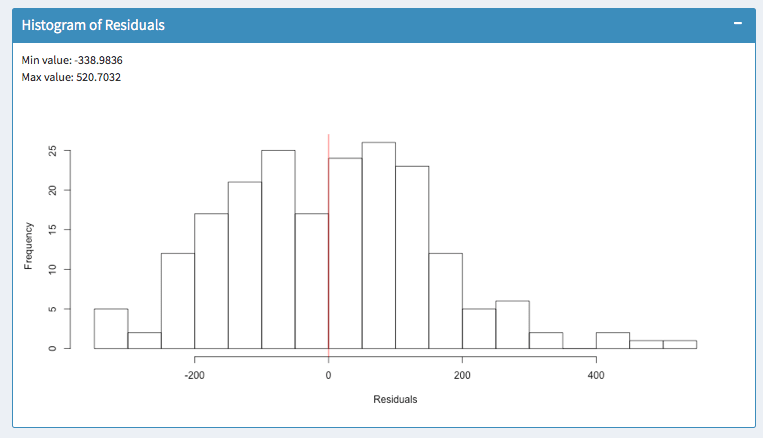 Histogram of Residuals
Min value: -338.9836
Max value: 520.7032
25
20
15
10
5
0
Frequency
-200
0
200
400
Residuals